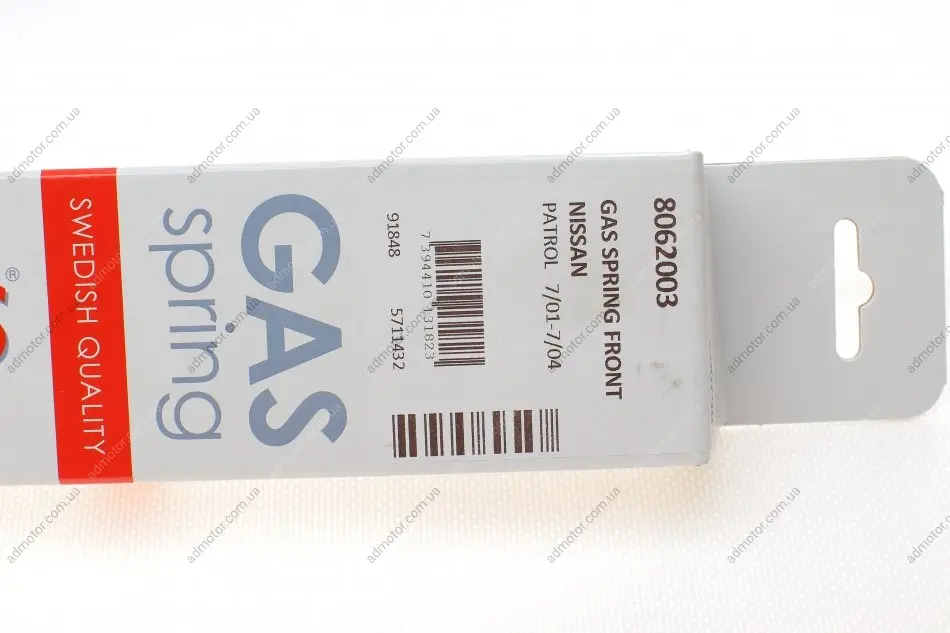 8062003
GAS SPRING FRONT
NISSAN
PATROL 7/01-7/04
7 394410 131823
91848 5711432
GAS
spring
SWEDISH QUALITY
®
admotor.com.ua